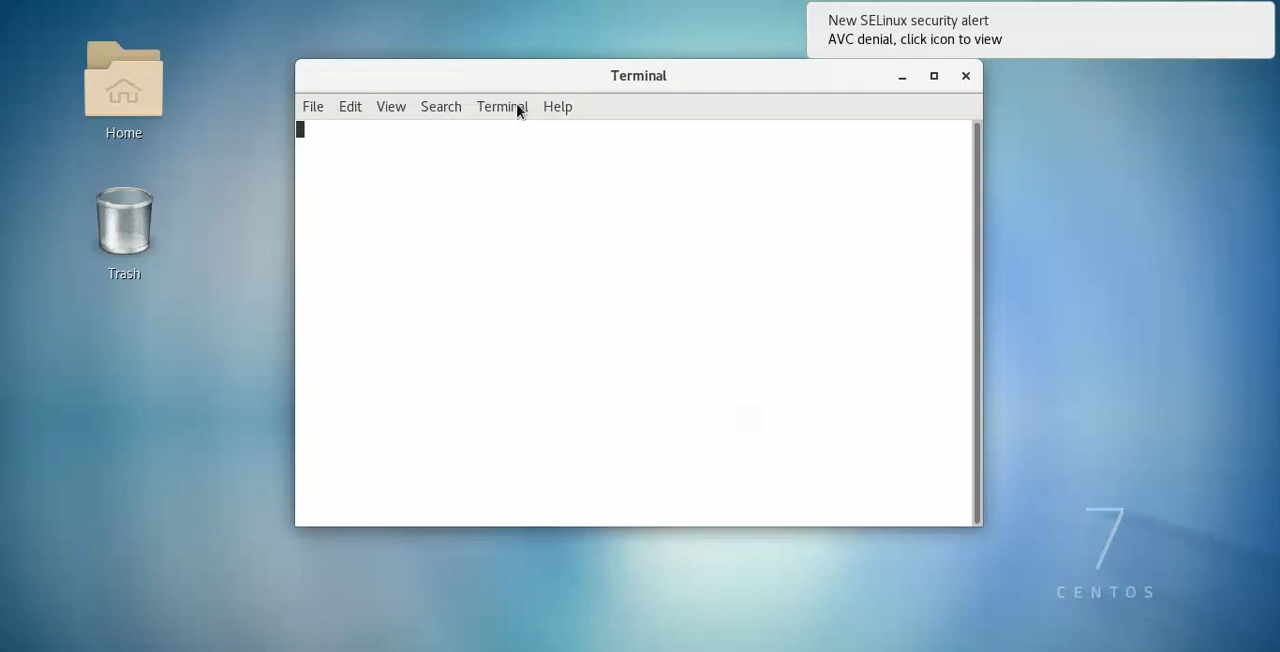 New SELinux security alert
AVC denial, click icon to view
Terminal
File Edit View Search Terminal Help
Home
Trash
7
CENTOS